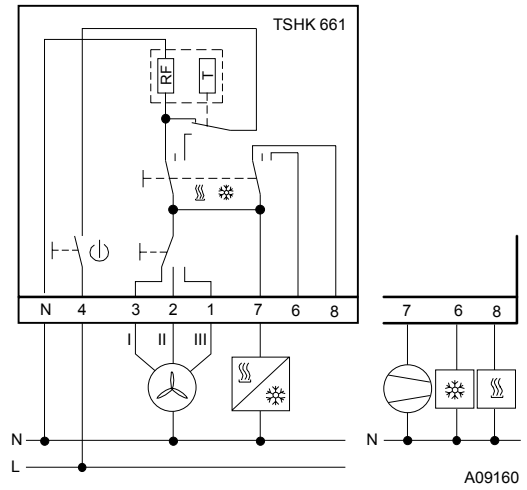 TSHK 661
RF
T
N 4 3 2 1 7 6 8
7 6 8
I II III
N
N
L
A09160